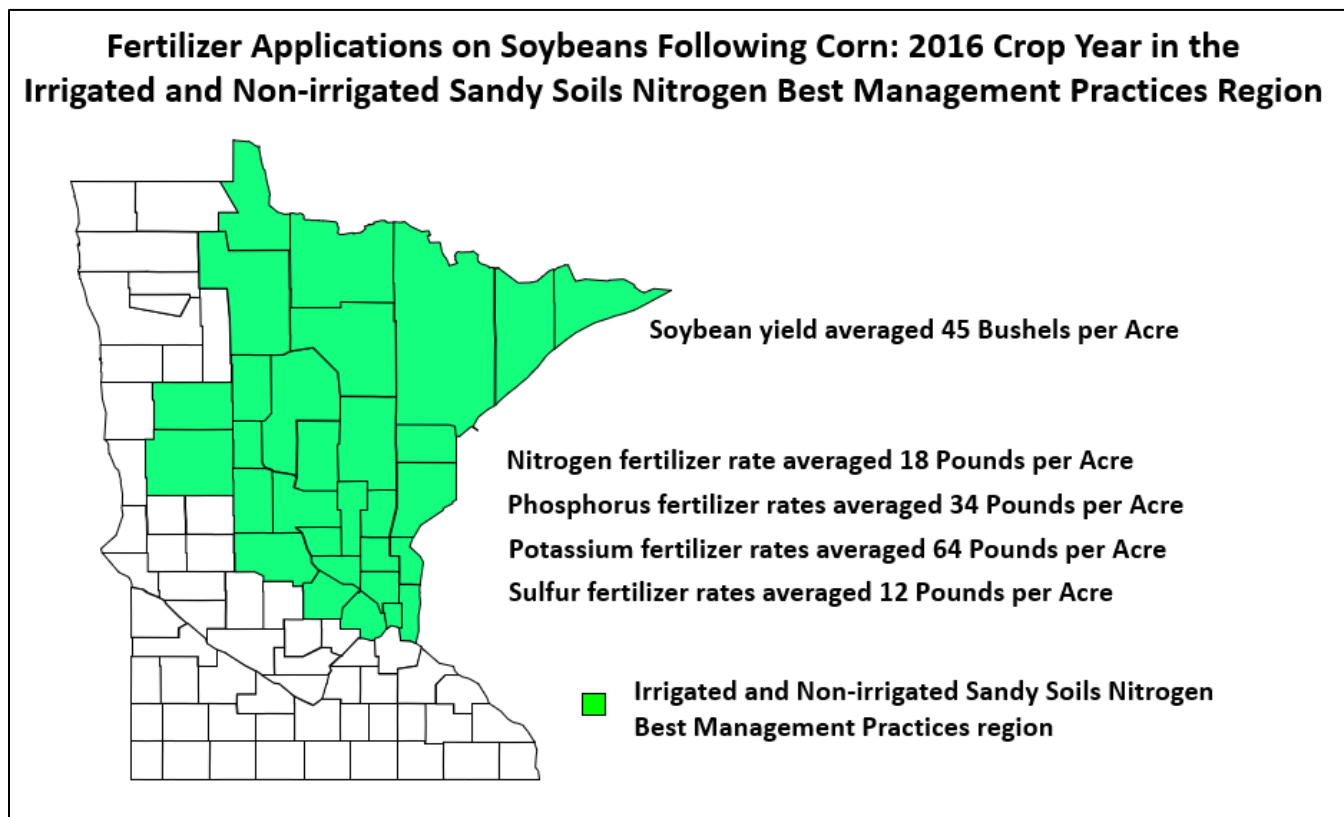 Fertilizer Applications on Soybeans Following Corn: 2016 Crop Year in the
Irrigated and Non-irrigated Sandy Soils Nitrogen Best Management Practices Region
Soybean yield averaged 45 Bushels per Acre
Nitrogen fertilizer rate averaged 18 Pounds per Acre
Phosphorus fertilizer rates averaged 34 Pounds per Acre
Potassium fertilizer rates averaged 64 Pounds per Acre
Sulfur fertilizer rates averaged 12 Pounds per Acre
Irrigated and Non-irrigated Sandy Soils Nitrogen
Best Management Practices region